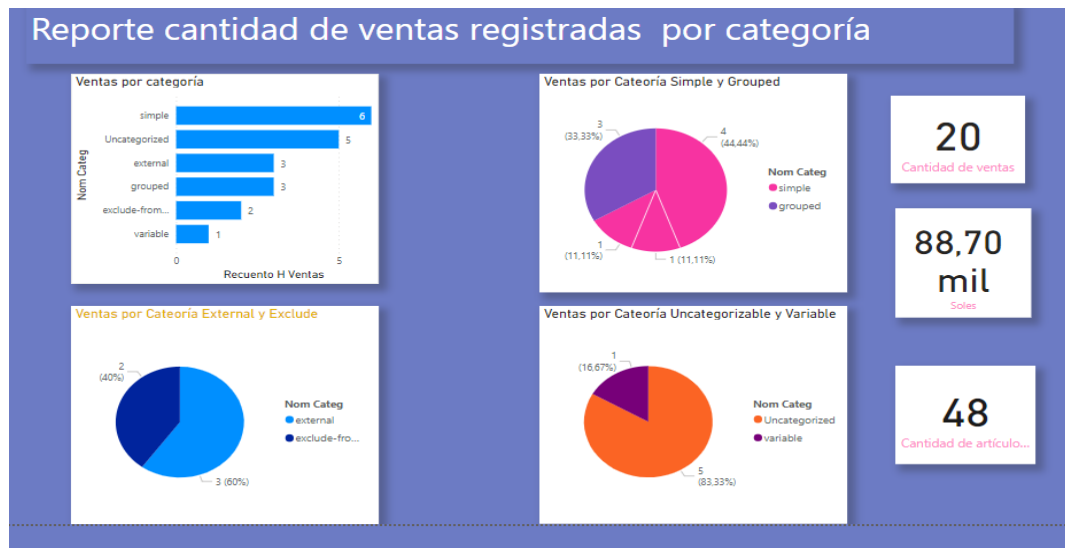 Reporte cantidad de ventas registradas por categoría
Ventas por categoría
Nom Categ
simple
6
Uncategorized
5
external
3
grouped
3
exclude-from...
2
variable
1
0
5
Recuento H Ventas
Ventas por Cateoría Simple y Grouped
3
(33,33%)
4
(44,44%)
1
(11,11%)
1 (11,11%)
Nom Categ
simple
grouped
20
Cantidad de ventas
88,70
mil
Soles
Ventas por Cateoría External y Exclude
2
(40%)
3 (60%)
Nom Categ
external
exclude-fro...
Ventas por Cateoría Uncategorizable y Variable
1
(16,67%)
5
(83,33%)
Nom Categ
Uncategorized
variable
48
Cantidad de artículo...